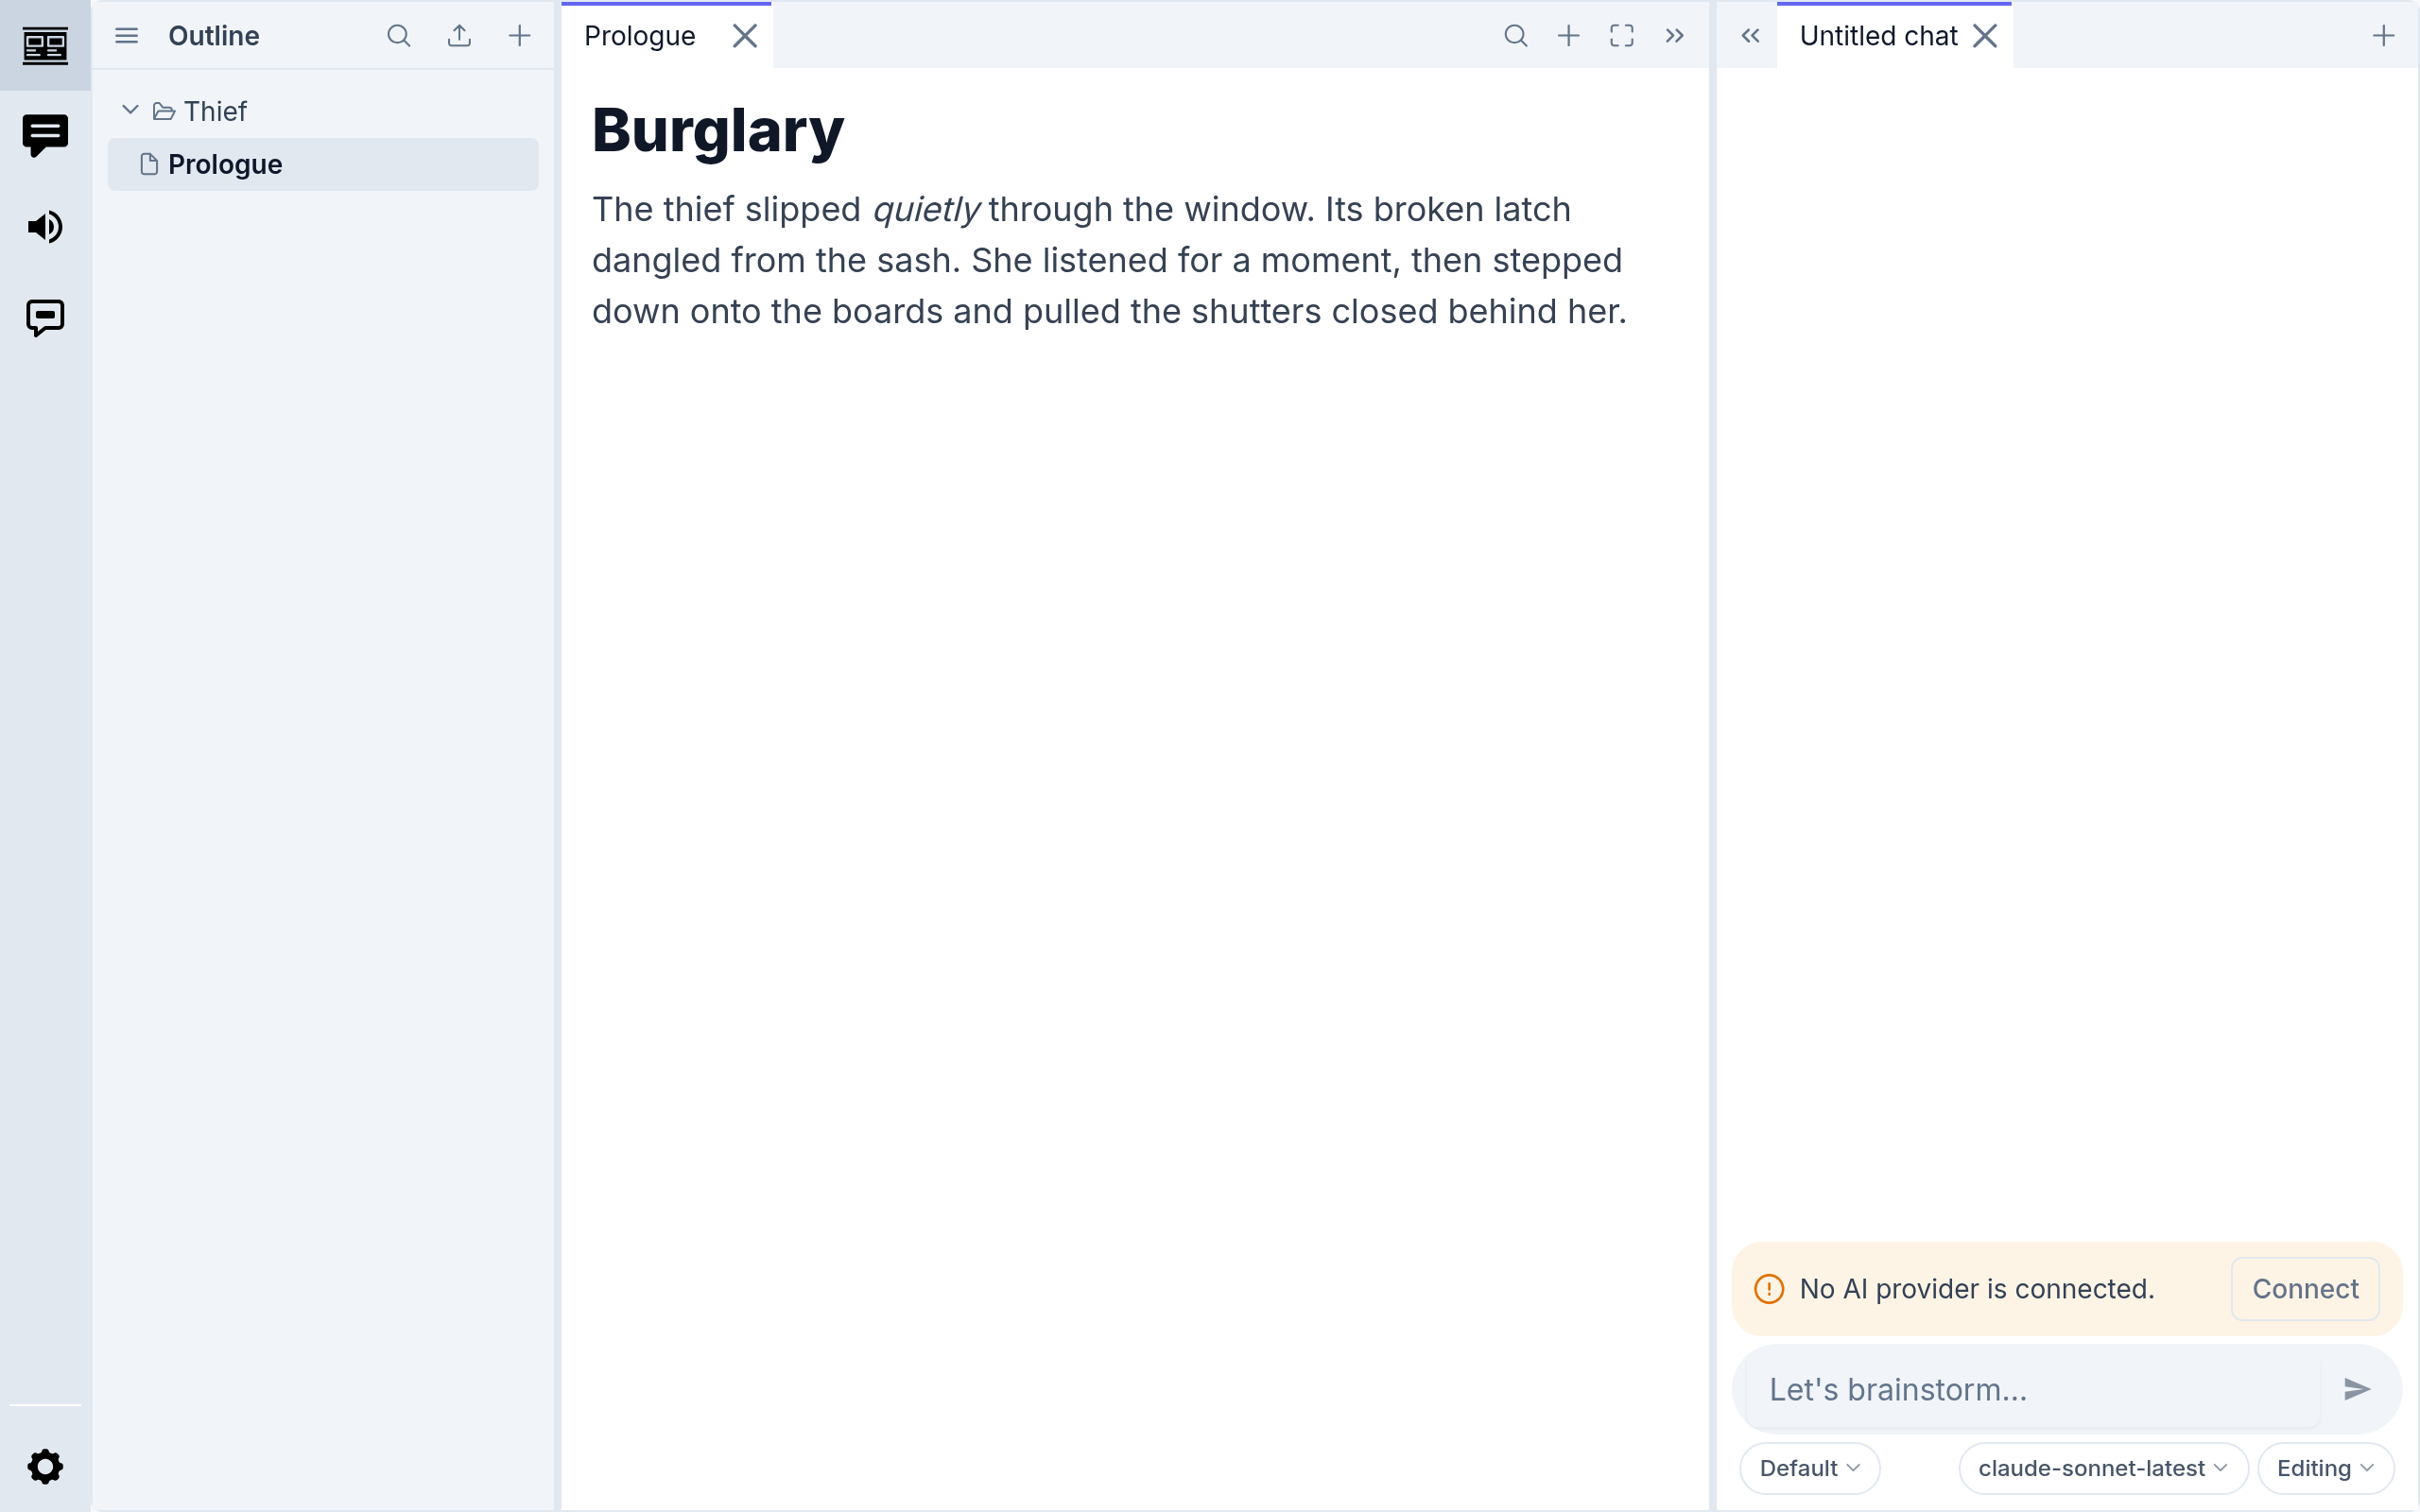 Outline
Thief
Prologue
Prologue
Burglary
The thief slipped quietly through the window. Its broken latch
dangled from the sash. She listened for a moment, then stepped
down onto the boards and pulled the shutters closed behind her.
Untitled chat
No AI provider is connected.
Connect
Let's brainstorm...
Default
claude-sonnet-latest
Editing